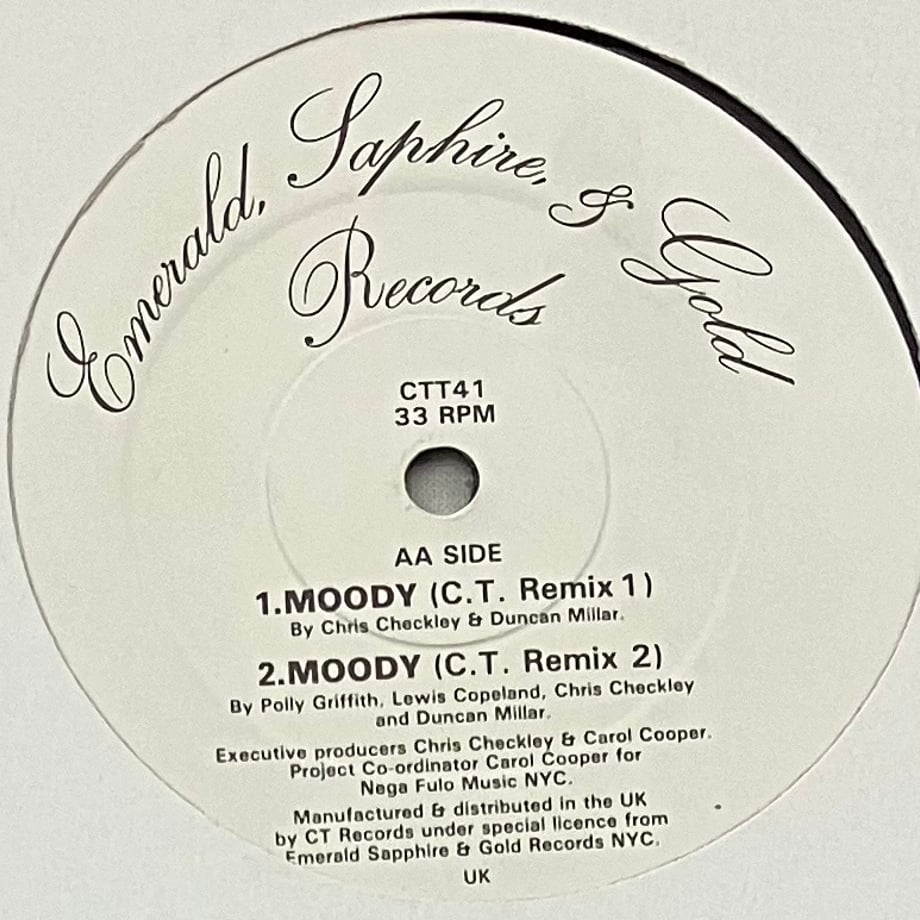 Emerald, Saphire, & Gold
Records
CTT41
33 RPM
AA SIDE
1.MOODY (C.T. Remix 1)
By Chris Checkley & Duncan Millar.
2.MOODY (C.T. Remix 2)
By Polly Griffith, Lewis Copeland, Chris Checkley
and Duncan Millar.
Executive producers Chris Checkley & Carol Cooper.
Project Co-ordinator Carol Cooper for
Nega Fulo Music NYC.
Manufactured & distributed in the UK
by CT Records under special licence from
Emerald Sapphire & Gold Records NYC.
UK